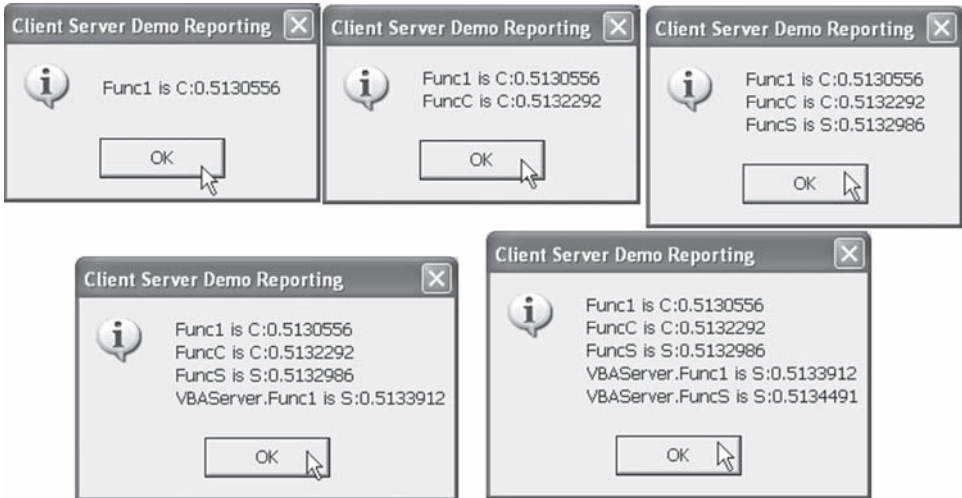 Client Server Demo Reporting
Func1 is C:0.5130556
OK
Client Server Demo Reporting
Func1 is C:0.5130556
FuncC is C:0.5132292
OK
Client Server Demo Reporting
Func1 is C:0.5130556
FuncC is C:0.5132292
FuncS is S:0.5132986
OK
Client Server Demo Reporting
Func1 is C:0.5130556
FuncC is C:0.5132292
FuncS is S:0.5132986
VBAServer.Func1 is S:0.5133912
OK
Client Server Demo Reporting
Func1 is C:0.5130556
FuncC is C:0.5132292
FuncS is S:0.5132986
VBAServer.Func1 is S:0.5133912
VBAServer.FuncS is S:0.5134491
OK